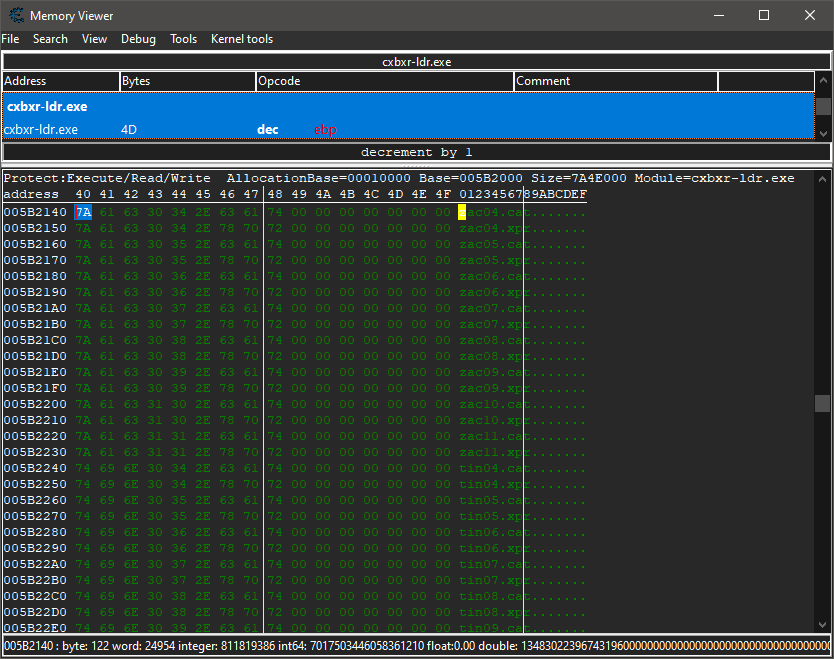 Memory Viewer
File Search View Debug Tools Kernel tools
cxbxr-ldr.exe
Address Bytes Opcode Comment
cxbxr-ldr.exe
cxbxr-ldr.exe 4D dec ebp
decrement by 1
Protect:Execute/Read/Write AllocationBase=00010000 Base=005B2000 Size=7A4E000 Module=cxbxr-ldr.exe
address 40 41 42 43 44 45 46 47 48 49 4A 4B 4C 4D 4E 4F 0123456789ABCDEF
005B2140 7A 61 63 30 34 2E 63 61 74 00 00 00 00 00 00 00 zac04.cat.......
005B2150 7A 61 63 30 34 2E 78 70 72 00 00 00 00 00 00 00 zac04.xpr.......
005B2160 7A 61 63 30 35 2E 63 61 74 00 00 00 00 00 00 00 zac05.cat.......
005B2170 7A 61 63 30 35 2E 78 70 72 00 00 00 00 00 00 00 zac05.xpr.......
005B2180 7A 61 63 30 36 2E 63 61 74 00 00 00 00 00 00 00 zac06.cat.......
005B2190 7A 61 63 30 36 2E 78 70 72 00 00 00 00 00 00 00 zac06.xpr.......
005B21A0 7A 61 63 30 37 2E 63 61 74 00 00 00 00 00 00 00 zac07.cat.......
005B21B0 7A 61 63 30 37 2E 78 70 72 00 00 00 00 00 00 00 zac07.xpr.......
005B21C0 7A 61 63 30 38 2E 63 61 74 00 00 00 00 00 00 00 zac08.cat.......
005B21D0 7A 61 63 30 38 2E 78 70 72 00 00 00 00 00 00 00 zac08.xpr.......
005B21E0 7A 61 63 30 39 2E 63 61 74 00 00 00 00 00 00 00 zac09.cat.......
005B21F0 7A 61 63 30 39 2E 78 70 72 00 00 00 00 00 00 00 zac09.xpr.......
005B2200 7A 61 63 31 30 2E 63 61 74 00 00 00 00 00 00 00 zac10.cat.......
005B2210 7A 61 63 31 30 2E 78 70 72 00 00 00 00 00 00 00 zac10.xpr.......
005B2220 7A 61 63 31 31 2E 63 61 74 00 00 00 00 00 00 00 zac11.cat.......
005B2230 7A 61 63 31 31 2E 78 70 72 00 00 00 00 00 00 00 zac11.xpr.......
005B2240 74 69 6E 30 34 2E 63 61 74 00 00 00 00 00 00 00 tin04.cat.......
005B2250 74 69 6E 30 34 2E 78 70 72 00 00 00 00 00 00 00 tin04.xpr.......
005B2260 74 69 6E 30 35 2E 63 61 74 00 00 00 00 00 00 00 tin05.cat.......
005B2270 74 69 6E 30 35 2E 78 70 72 00 00 00 00 00 00 00 tin05.xpr.......
005B2280 74 69 6E 30 36 2E 63 61 74 00 00 00 00 00 00 00 tin06.cat.......
005B2290 74 69 6E 30 36 2E 78 70 72 00 00 00 00 00 00 00 tin06.xpr.......
005B22A0 74 69 6E 30 37 2E 63 61 74 00 00 00 00 00 00 00 tin07.cat.......
005B22B0 74 69 6E 30 37 2E 78 70 72 00 00 00 00 00 00 00 tin07.xpr.......
005B22C0 74 69 6E 30 38 2E 63 61 74 00 00 00 00 00 00 00 tin08.cat.......
005B22D0 74 69 6E 30 38 2E 78 70 72 00 00 00 00 00 00 00 tin08.xpr.......
005B22E0 74 69 6E 30 39 2E 63 61 74 00 00 00 00 00 00 00 tin09.cat.......
005B2140 : byte: 122 word: 24954 integer: 811819386 int64: 7017503446058361210 float:0.00 double: 13483022396743196000000000000000000000000000000000000